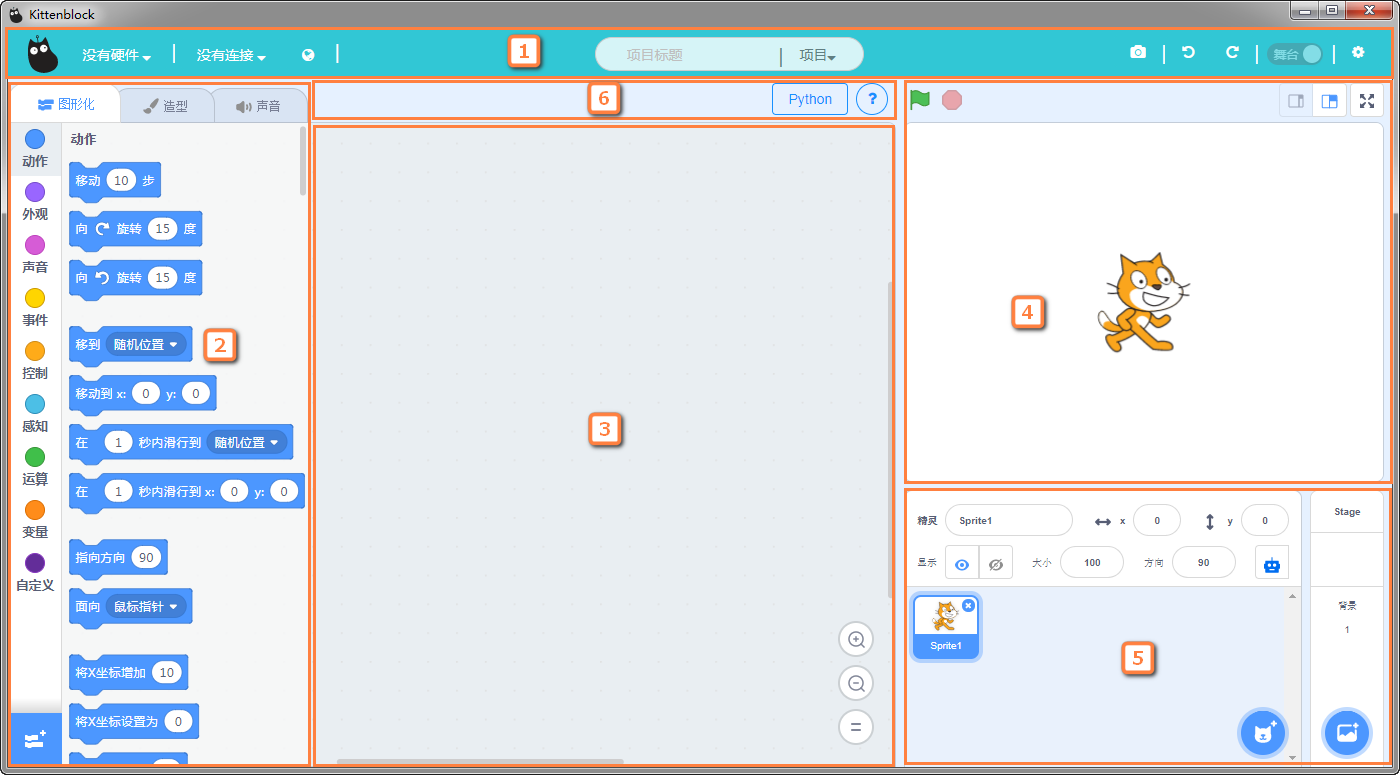 Kittenblock
没有硬件 没有连接 1 项目标题 项目 舞台
图形化 造型 声音
6 Python ?
动作
外观
声音
事件
控制
感知
运算
变量
自定义
动作
移动 10 步
向 旋转 15 度
向 旋转 15 度
移到 随机位置
2
移动到 x: 0 y: 0
在 1 秒内滑行到 随机位置
在 1 秒内滑行到 x: 0 y: 0
指向方向 90
面向 鼠标指针
将X坐标增加 10
将X坐标设置为 0
3
4
精灵 Sprite1 x 0 y 0
显示 大小 100 方向 90
Sprite1
5
Stage
背景
1